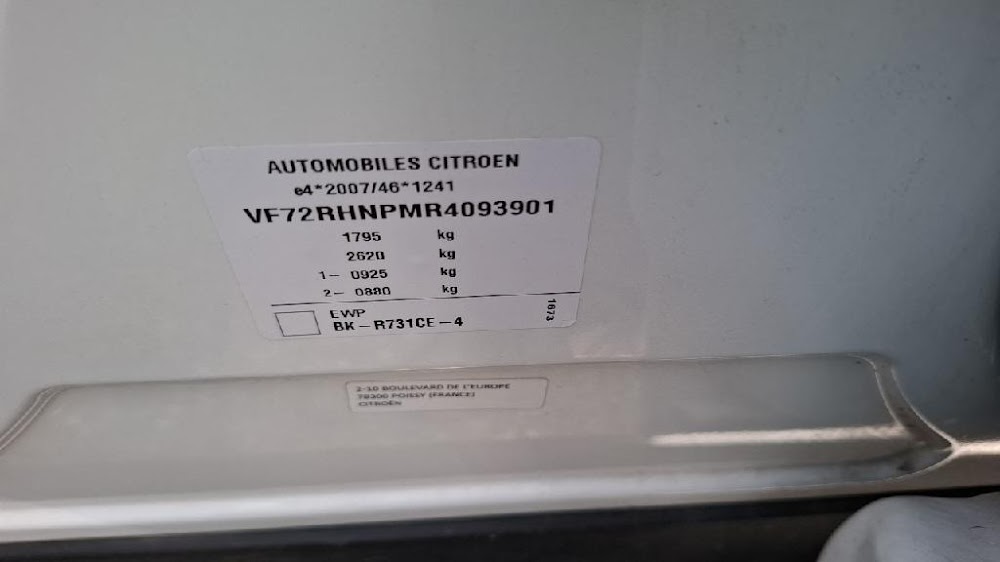 AUTOMOBILES CITROEN
e4*2007/46*1241
VF72RHNPMR4093901
1795 kg
2620 kg
1- 0925 kg
2- 0880 kg
EWP
BK-R731CE-4
1673
2-10 BOULEVARD DE L'EUROPE
78300 POISSY (FRANCE)
CITROËN